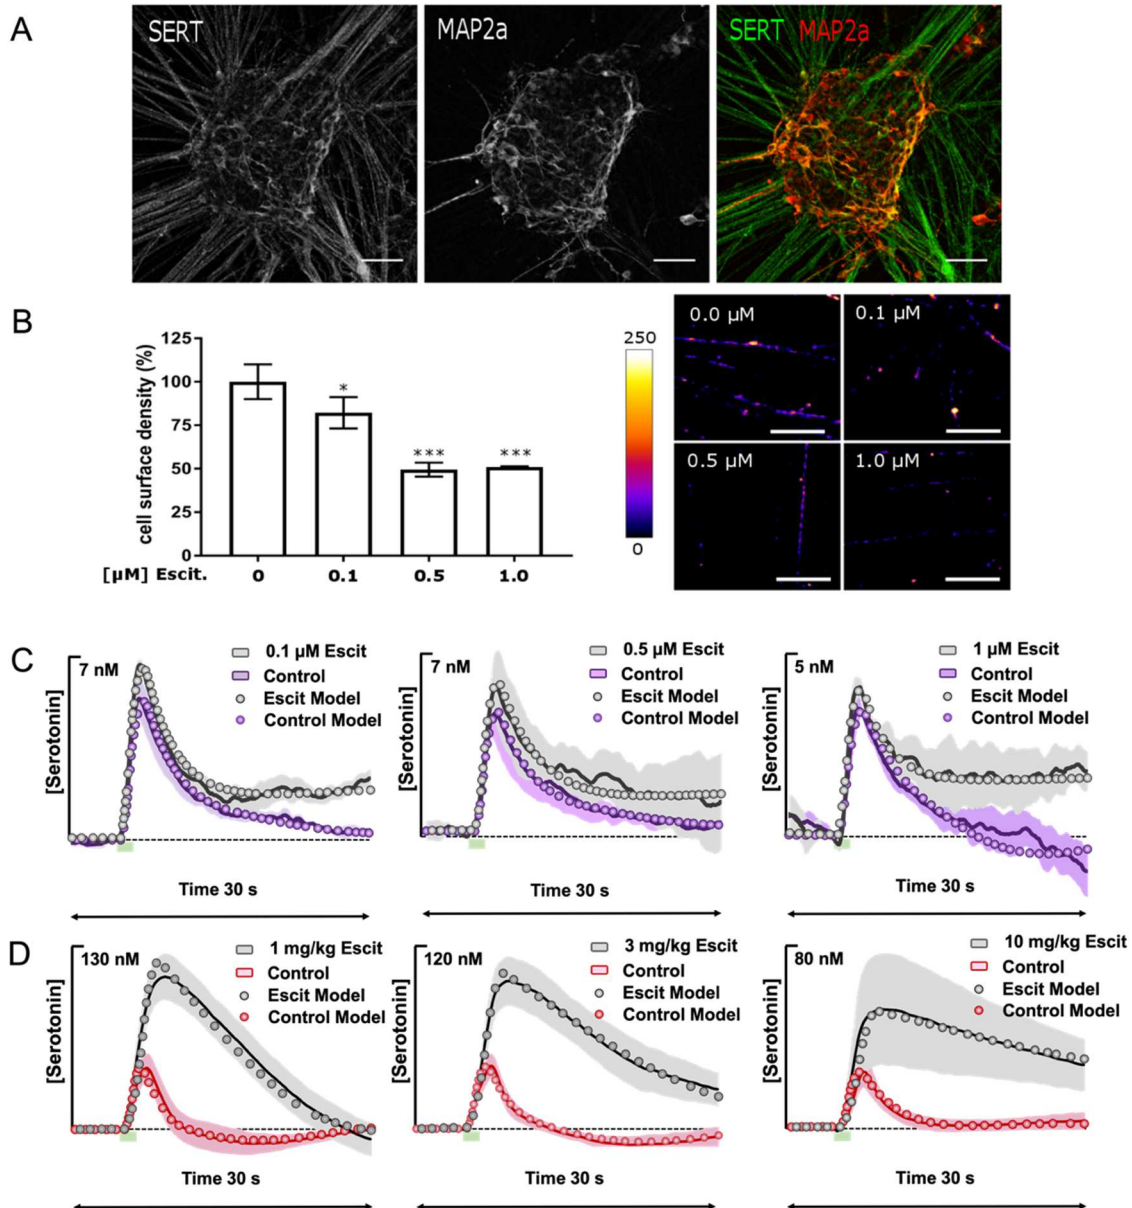 A
SERT
MAP2a
SERT MAP2a
B
cell surface density (%)
125
100
75
50
25
0
*
***
***
[µM] Escit.
0
0.1
0.5
1.0
250
0
0.0 µM
0.1 µM
0.5 µM
1.0 µM
C
[Serotonin]
7 nM
0.1 µM Escit
Control
Escit Model
Control Model
Time 30 s
[Serotonin]
7 nM
0.5 µM Escit
Control
Escit Model
Control Model
Time 30 s
[Serotonin]
5 nM
1 µM Escit
Control
Escit Model
Control Model
Time 30 s
D
[Serotonin]
130 nM
1 mg/kg Escit
Control
Escit Model
Control Model
Time 30 s
[Serotonin]
120 nM
3 mg/kg Escit
Control
Escit Model
Control Model
Time 30 s
[Serotonin]
80 nM
10 mg/kg Escit
Control
Escit Model
Control Model
Time 30 s